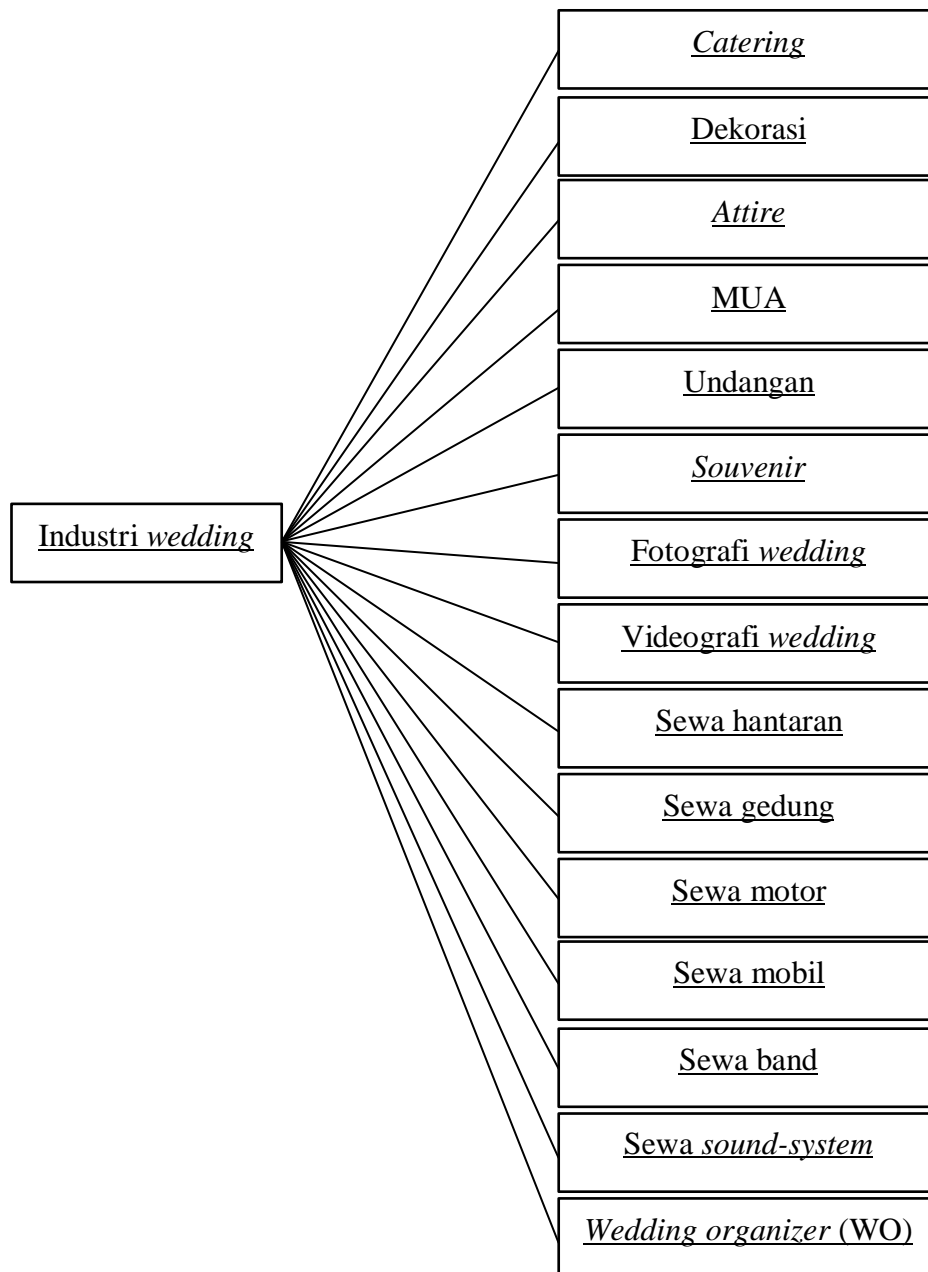 Catering
Dekorasi
Attire
MUA
Undangan
Souvenir
Industri wedding
Fotografi wedding
Videografi wedding
Sewa hantaran
Sewa gedung
Sewa motor
Sewa mobil
Sewa band
Sewa sound-system
Wedding organizer (WO)